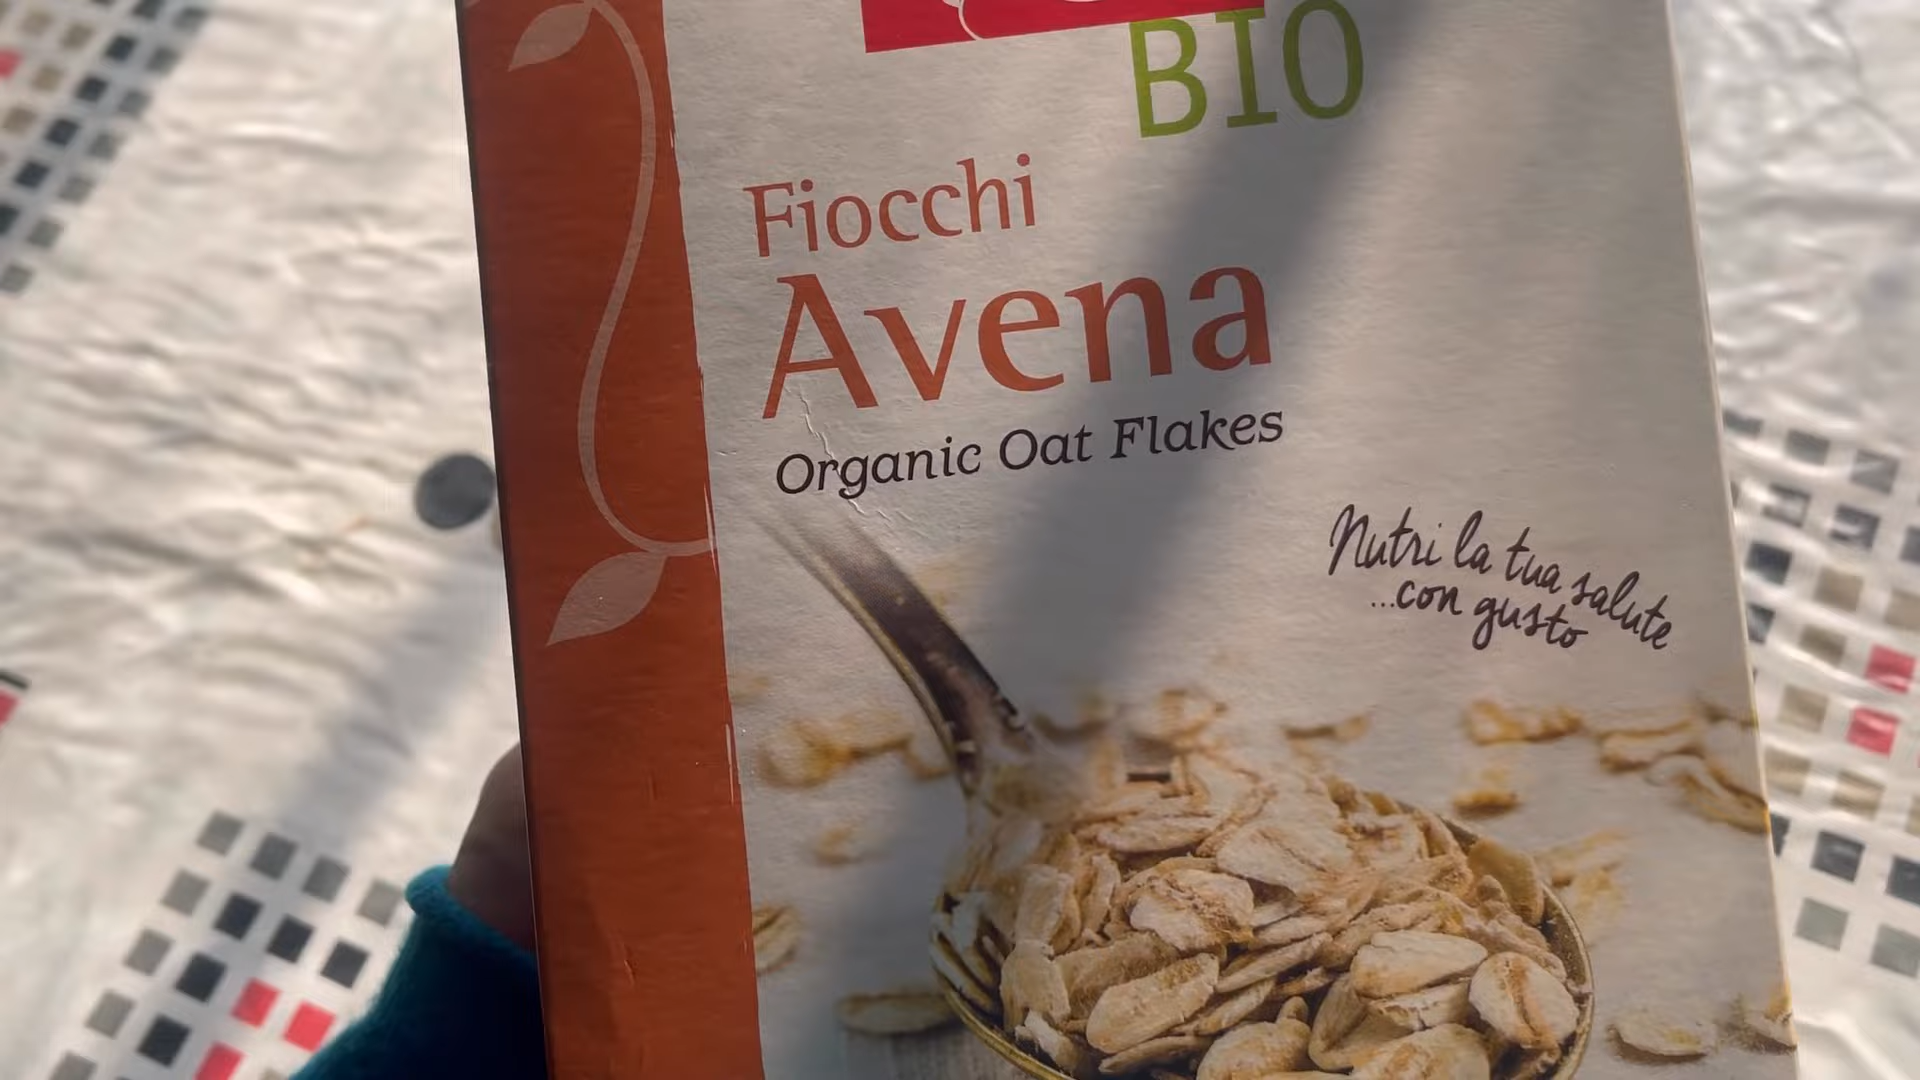 BIO
Fiocchi
Avena
Organic Oat Flakes
Nutri la tua salute
...con gusto